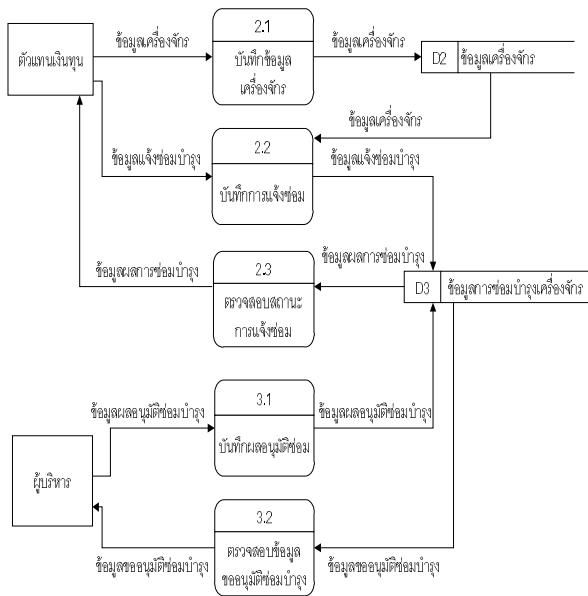 2.1
ข้อมูลเครื่องจักร
ข้อมูลเครื่องจักร
ตัวแทนเงินทุน
บันทึกข้อมูล
เครื่องจักร
D2
ข้อมูลเครื่องจักร
ข้อมูลเครื่องจักร
2.2
ข้อมูลแจ้งซ่อมบำรุง
ข้อมูลแจ้งซ่อมบำรุง
บันทึกการแจ้งซ่อม
ข้อมูลผลการซ่อมบำรุง
2.3
ข้อมูลผลการซ่อมบำรุง
ตรวจสอบสถานะ
การแจ้งซ่อม
D3
ข้อมูลการซ่อมบำรุงเครื่องจักร
3.1
ข้อมูลผลอนุมัติซ่อมบำรุง
ข้อมูลผลอนุมัติซ่อมบำรุง
บันทึกผลอนุมัติซ่อม
ผู้บริหาร
3.2
ตรวจสอบข้อมูล
ขออนุมัติซ่อมบำรุง
ข้อมูลขออนุมัติซ่อมบำรุง
ข้อมูลขออนุมัติซ่อมบำรุง